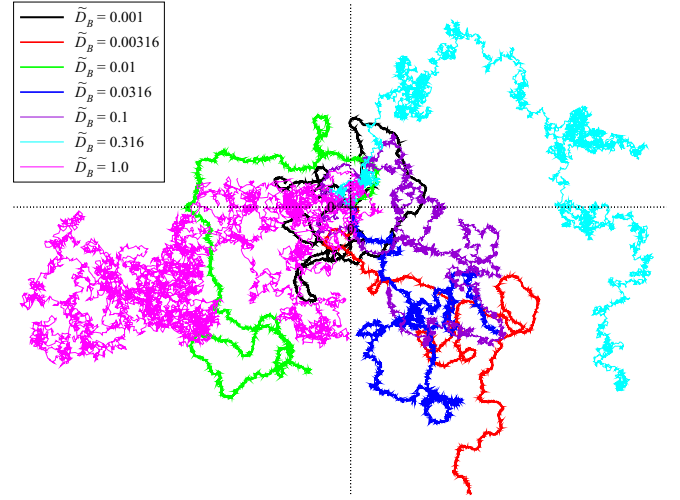 D̃_B = 0.001
D̃_B = 0.00316
D̃_B = 0.01
D̃_B = 0.0316
D̃_B = 0.1
D̃_B = 0.316
D̃_B = 1.0